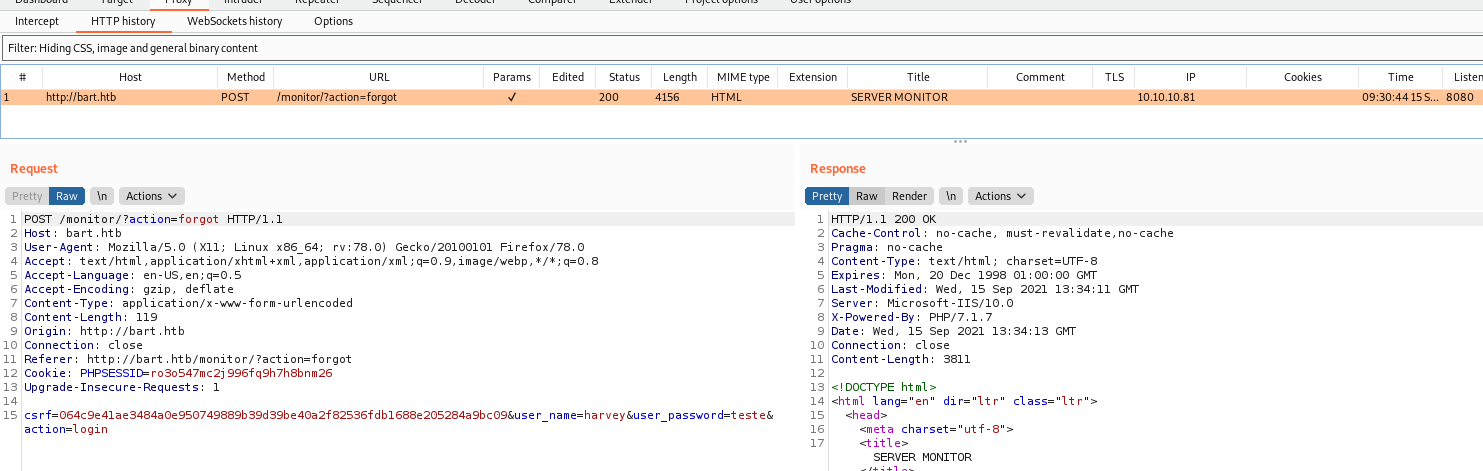 Dashboard Target Proxy Intruder Repeater Sequencer Decoder Comparer Extender Project options User options
Intercept HTTP history WebSockets history Options
Filter: Hiding CSS, image and general binary content
# Host Method URL Params Edited Status Length MIME type Extension Title Comment TLS IP Cookies Time Listen
1 http://bart.htb POST /monitor/?action=forgot ✓ 200 4156 HTML SERVER MONITOR 10.10.10.81 09:30:44 15 S... 8080
Request
Pretty Raw \n Actions
1 POST /monitor/?action=forgot HTTP/1.1
2 Host: bart.htb
3 User-Agent: Mozilla/5.0 (X11; Linux x86_64; rv:78.0) Gecko/20100101 Firefox/78.0
4 Accept: text/html,application/xhtml+xml,application/xml;q=0.9,image/webp,*/*;q=0.8
5 Accept-Language: en-US,en;q=0.5
6 Accept-Encoding: gzip, deflate
7 Content-Type: application/x-www-form-urlencoded
8 Content-Length: 119
9 Origin: http://bart.htb
10 Connection: close
11 Referer: http://bart.htb/monitor/?action=forgot
12 Cookie: PHPSESSID=ro3o547mc2j996fq9h7h8bnm26
13 Upgrade-Insecure-Requests: 1
14
15 csrf=064c9e41ae3484a0e950749889b39d39be40a2f82536fdb1688e205284a9bc09&user_name=harvey&user_password=teste&
action=login
Response
Pretty Raw Render \n Actions
1 HTTP/1.1 200 OK
2 Cache-Control: no-cache, must-revalidate,no-cache
3 Pragma: no-cache
4 Content-Type: text/html; charset=UTF-8
5 Expires: Mon, 20 Dec 1998 01:00:00 GMT
6 Last-Modified: Wed, 15 Sep 2021 13:34:11 GMT
7 Server: Microsoft-IIS/10.0
8 X-Powered-By: PHP/7.1.7
9 Date: Wed, 15 Sep 2021 13:34:13 GMT
10 Connection: close
11 Content-Length: 3811
12
13 <!DOCTYPE html>
14 <html lang="en" dir="ltr" class="ltr">
15 <head>
16 <meta charset="utf-8">
17 <title>
SERVER MONITOR
</title>